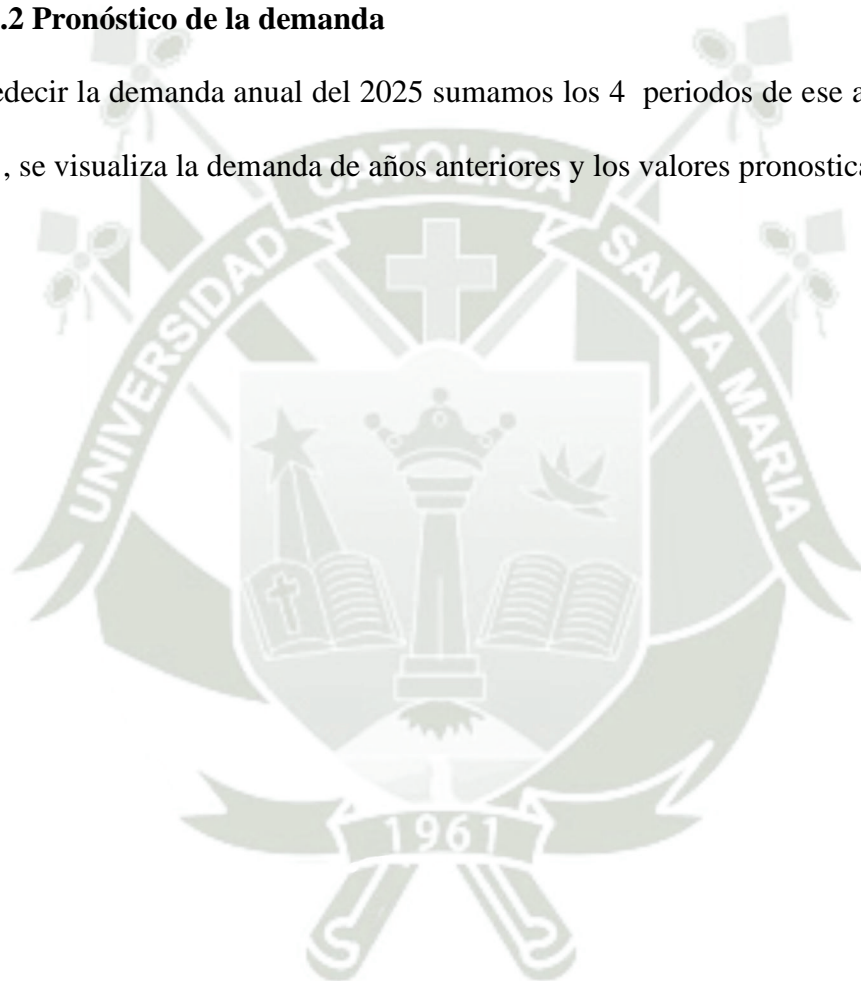 .2 Pronóstico de la demanda
edecir la demanda anual del 2025 sumamos los 4 periodos de ese a
, se visualiza la demanda de años anteriores y los valores pronostica
UNIVERSIDAD CATOLICA SANTA MARIA
1961